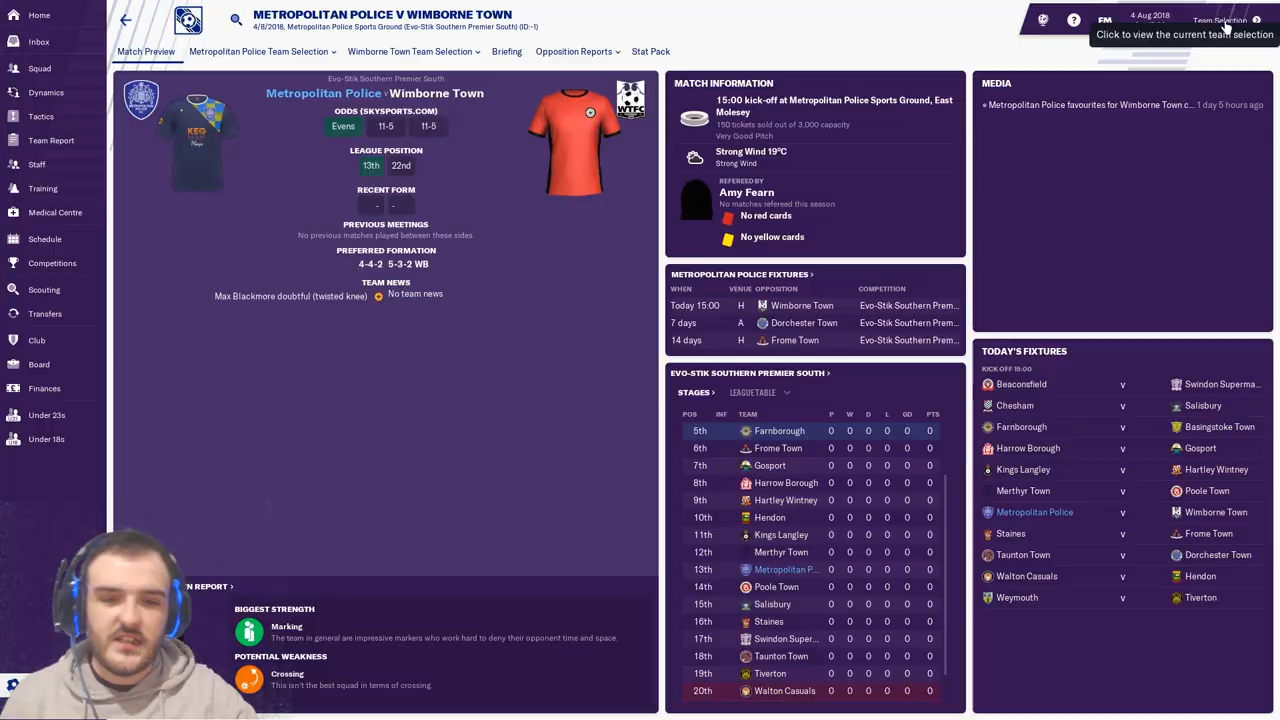 METROPOLITAN POLICE V WIMBORNE TOWN
4/8/2018, Metropolitan Police Sports Ground (Evo-Stik Southern Premier South) (ID:-1)
FM
4 Aug 2018
Team Selection
Click to view the current team selection
Home
Inbox
Squad
Dynamics
Tactics
Team Report
Staff
Training
Medical Centre
Schedule
Competitions
Scouting
Transfers
Club
Board
Finances
Under 23s
Under 18s
Match Preview
Metropolitan Police Team Selection
Wimborne Town Team Selection
Briefing
Opposition Reports
Stat Pack
Evo-Stik Southern Premier South
Metropolitan Police v Wimborne Town
KEG
WTFC
ODDS (SKYSPORTS.COM)
Evens 11-5 11-5
LEAGUE POSITION
13th 22nd
RECENT FORM
- -
PREVIOUS MEETINGS
No previous matches played between these sides.
PREFERRED FORMATION
4-4-2 5-3-2 WB
TEAM NEWS
Max Blackmore doubtful (twisted knee) No team news
N REPORT >
BIGGEST STRENGTH
Marking
The team in general are impressive markers who work hard to deny their opponent time and space.
POTENTIAL WEAKNESS
Crossing
This isn't the best squad in terms of crossing.
MATCH INFORMATION
15:00 kick-off at Metropolitan Police Sports Ground, East
Molesey
150 tickets sold out of 3,000 capacity
Very Good Pitch
Strong Wind 19°C
Strong Wind
REFEREED BY
Amy Fearn
No matches refereed this season
No red cards
No yellow cards
METROPOLITAN POLICE FIXTURES >
WHEN VENUE OPPOSITION COMPETITION
Today 15:00 H Wimborne Town Evo-Stik Southern Prem...
7 days A Dorchester Town Evo-Stik Southern Prem...
14 days H Frome Town Evo-Stik Southern Prem...
EVO-STIK SOUTHERN PREMIER SOUTH >
STAGES > LEAGUE TABLE
POS INF TEAM P W D L GD PTS
5th Farnborough 0 0 0 0 0 0
6th Frome Town 0 0 0 0 0 0
7th Gosport 0 0 0 0 0 0
8th Harrow Borough 0 0 0 0 0 0
9th Hartley Wintney 0 0 0 0 0 0
10th Hendon 0 0 0 0 0 0
11th Kings Langley 0 0 0 0 0 0
12th Merthyr Town 0 0 0 0 0 0
13th Metropolitan P... 0 0 0 0 0 0
14th Poole Town 0 0 0 0 0 0
15th Salisbury 0 0 0 0 0 0
16th Staines 0 0 0 0 0 0
17th Swindon Super... 0 0 0 0 0 0
18th Taunton Town 0 0 0 0 0 0
19th Tiverton 0 0 0 0 0 0
20th Walton Casuals 0 0 0 0 0 0
MEDIA
Metropolitan Police favourites for Wimborne Town c... 1 day 5 hours ago
TODAY'S FIXTURES
KICK OFF 15:00
Beaconsfield v Swindon Superma...
Chesham v Salisbury
Farnborough v Basingstoke Town
Harrow Borough v Gosport
Kings Langley v Hartley Wintney
Merthyr Town v Poole Town
Metropolitan Police v Wimborne Town
Staines v Frome Town
Taunton Town v Dorchester Town
Walton Casuals v Hendon
Weymouth v Tiverton